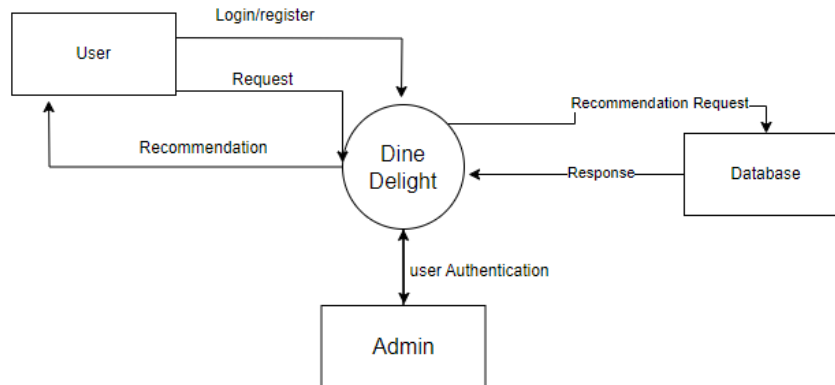 Login/register
User
Request
Recommendation Request
Recommendation
Dine
Delight
Response
Database
user Authentication
Admin